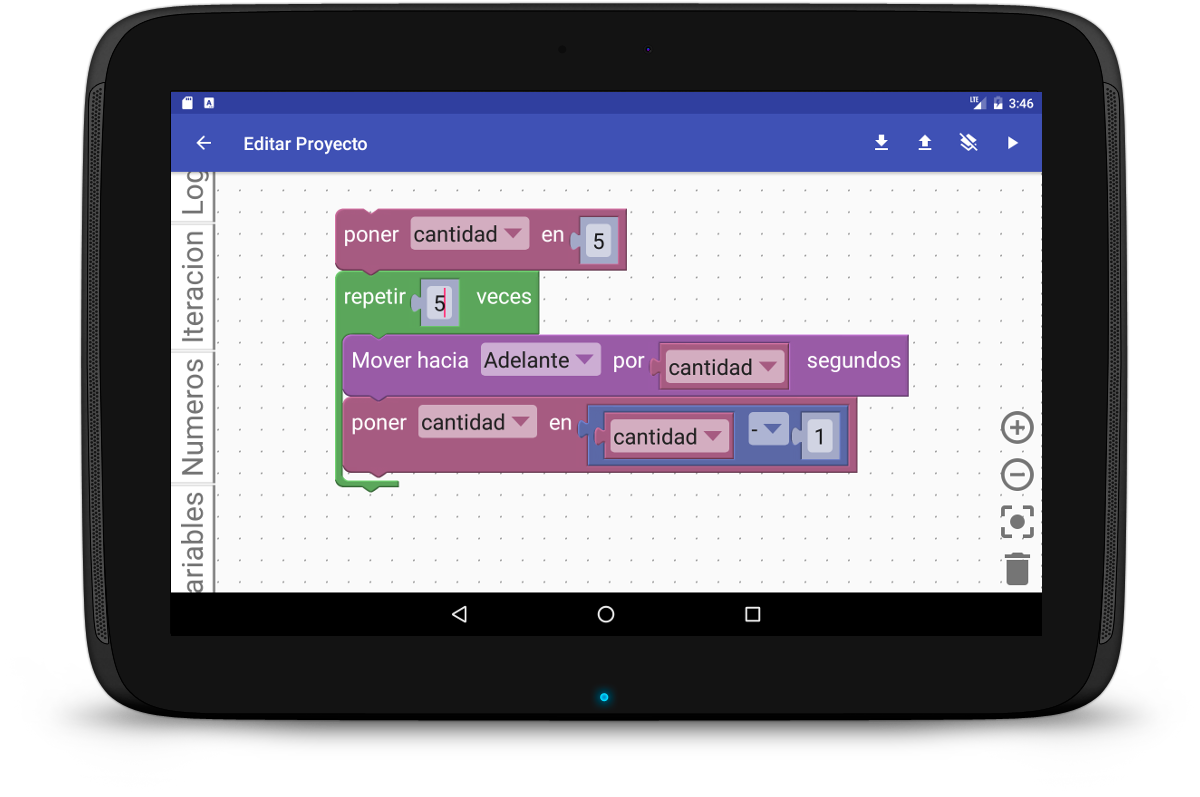 LTE 3:46
Editar Proyecto
Log
Iteracion
Numeros
ariables
poner cantidad en 5
repetir 5 veces
Mover hacia Adelante por cantidad segundos
poner cantidad en cantidad - 1